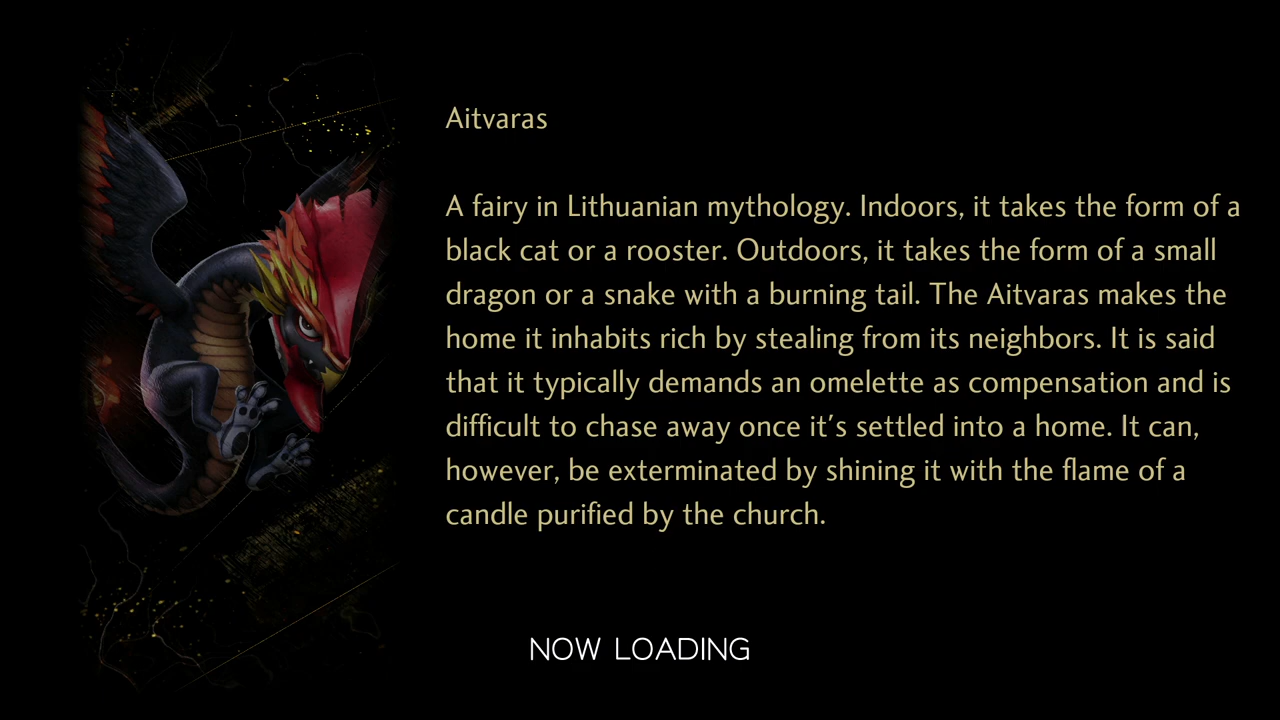 Aitvaras
A fairy in Lithuanian mythology. Indoors, it takes the form of a
black cat or a rooster. Outdoors, it takes the form of a small
dragon or a snake with a burning tail. The Aitvaras makes the
home it inhabits rich by stealing from its neighbors. It is said
that it typically demands an omelette as compensation and is
difficult to chase away once it's settled into a home. It can,
however, be exterminated by shining it with the flame of a
candle purified by the church.
NOW LOADING